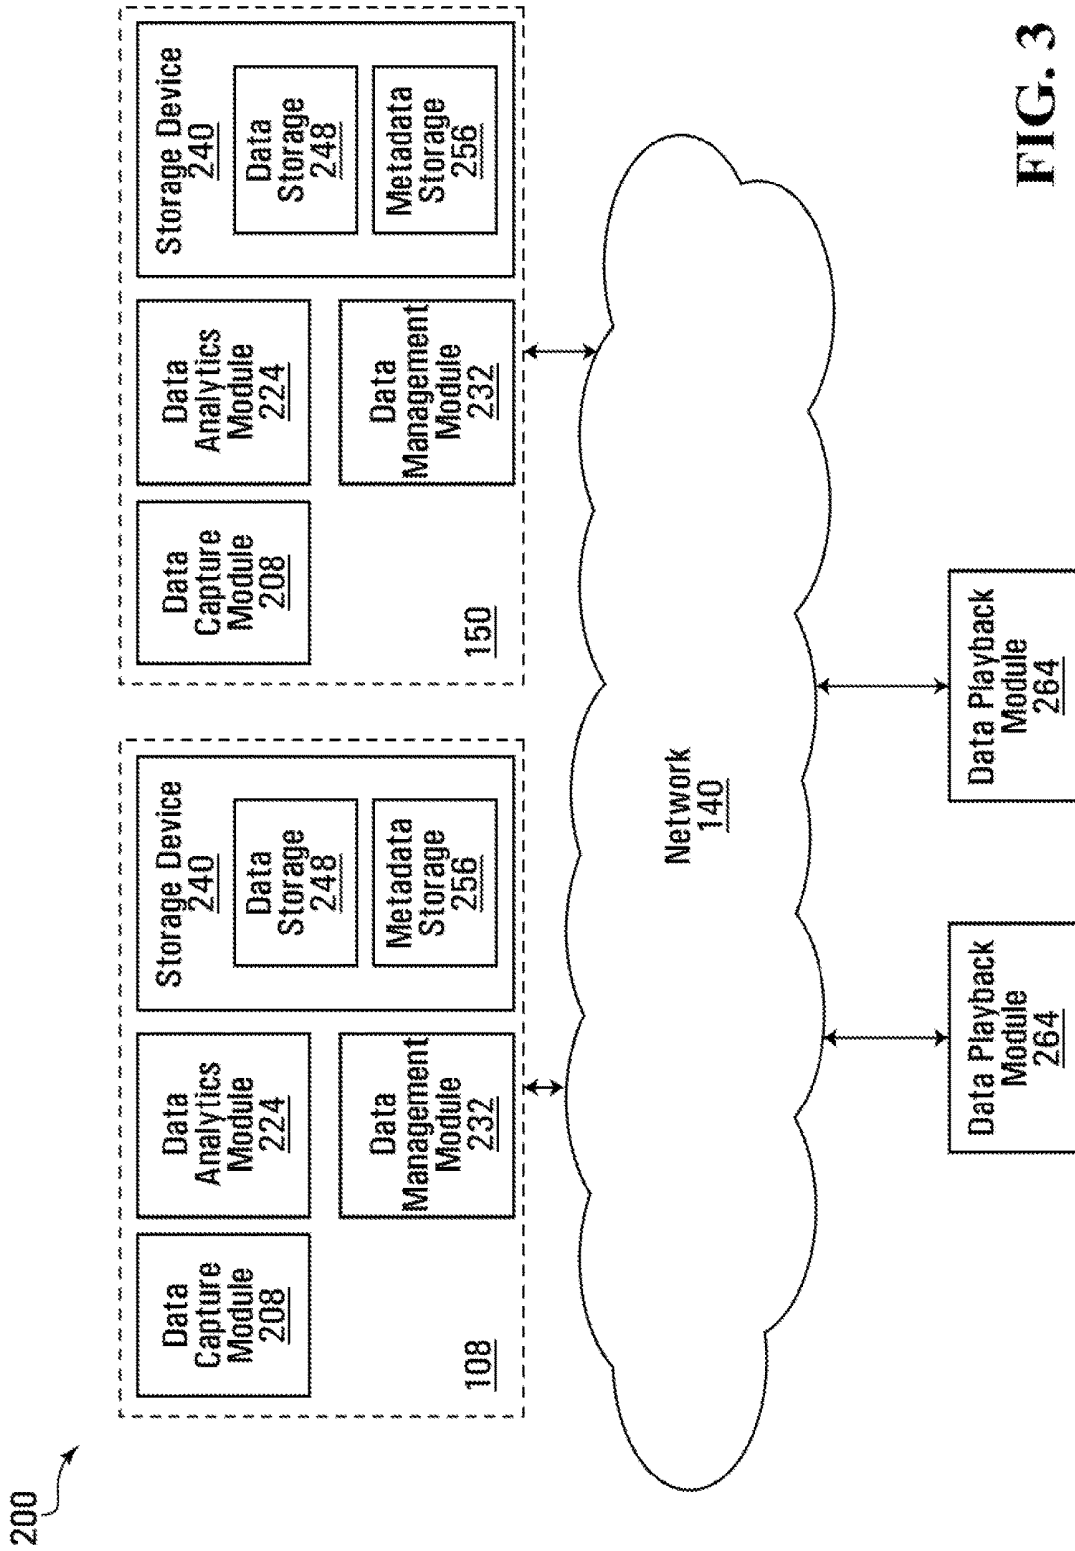 200
Data
Capture
Module
208
Data
Analytics
Module
224
Storage Device
240
Data
Storage
248
Metadata
Storage
256
Data
Management
Module
232
108
Data
Capture
Module
208
Data
Analytics
Module
224
Storage Device
240
Data
Storage
248
Metadata
Storage
256
Data
Management
Module
232
150
Network
140
Data Playback
Module
264
Data Playback
Module
264
FIG. 3